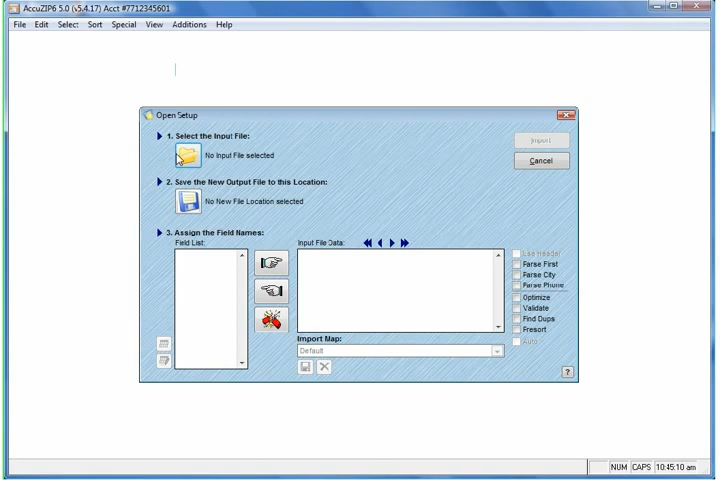 AccuZIP6 5.0 (v5.4.17) Acct #7712345601
File Edit Select Sort Special View Additions Help
Open Setup
1. Select the Input File:
No Input File selected
Import
Cancel
2. Save the New Output File to this Location:
No New File Location selected
3. Assign the Field Names:
Field List:
Input File Data:
Use Header
Parse First
Parse City
Parse Phone
Optimize
Validate
Find Dups
Presort
Auto
Import Map:
Default
?
NUM CAPS 10:45:10 am